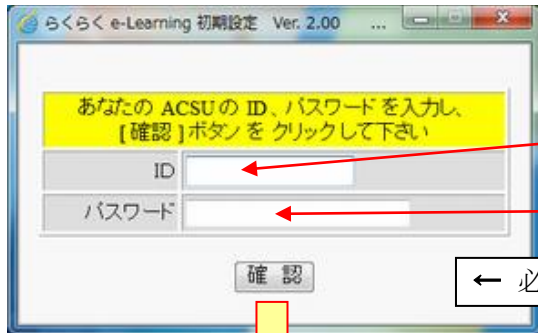 らくらく e-Learning 初期設定 Ver. 2.00 ...
あなたの ACSU の ID、パスワード を入力し、
[ 確認 ] ボタン を クリックして下さい
ID
パスワード
確 認
← 必